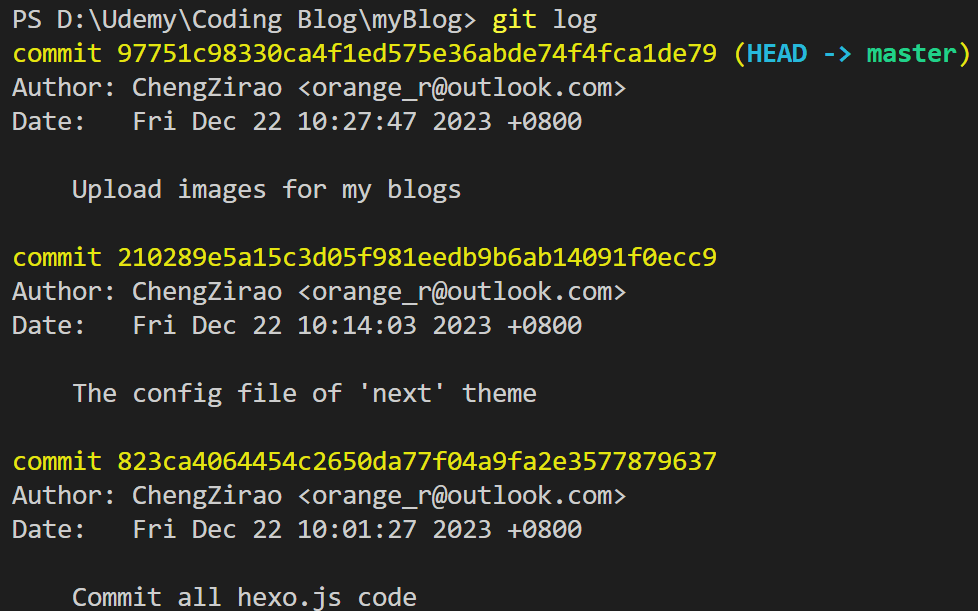 PS D:\Udemy\Coding Blog\myBlog> git log
commit 97751c98330ca4f1ed575e36abde74f4fca1de79 (HEAD -> master)
Author: ChengZirao <orange_r@outlook.com>
Date:   Fri Dec 22 10:27:47 2023 +0800
    Upload images for my blogs
commit 210289e5a15c3d05f981eedb9b6ab14091f0ecc9
Author: ChengZirao <orange_r@outlook.com>
Date:   Fri Dec 22 10:14:03 2023 +0800
    The config file of 'next' theme
commit 823ca4064454c2650da77f04a9fa2e3577879637
Author: ChengZirao <orange_r@outlook.com>
Date:   Fri Dec 22 10:01:27 2023 +0800
    Commit all hexo.js code